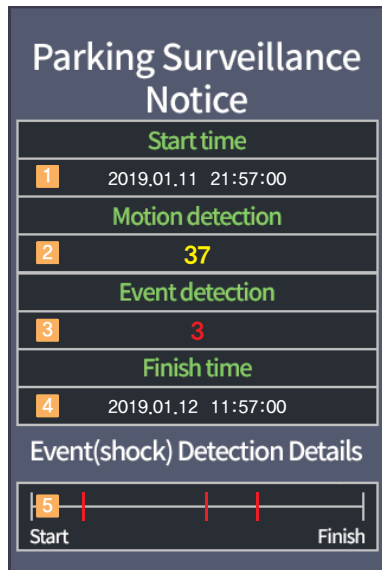 Parking Surveillance
Notice
Start time
1 2019.01.11 21:57:00
Motion detection
2 37
Event detection
3 3
Finish time
4 2019.01.12 11:57:00
Event(shock) Detection Details
5
Start Finish